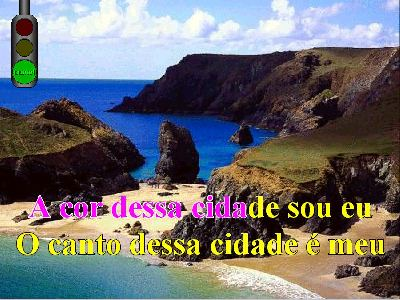 A cor dessa cidade sou eu
O canto dessa cidade é meu